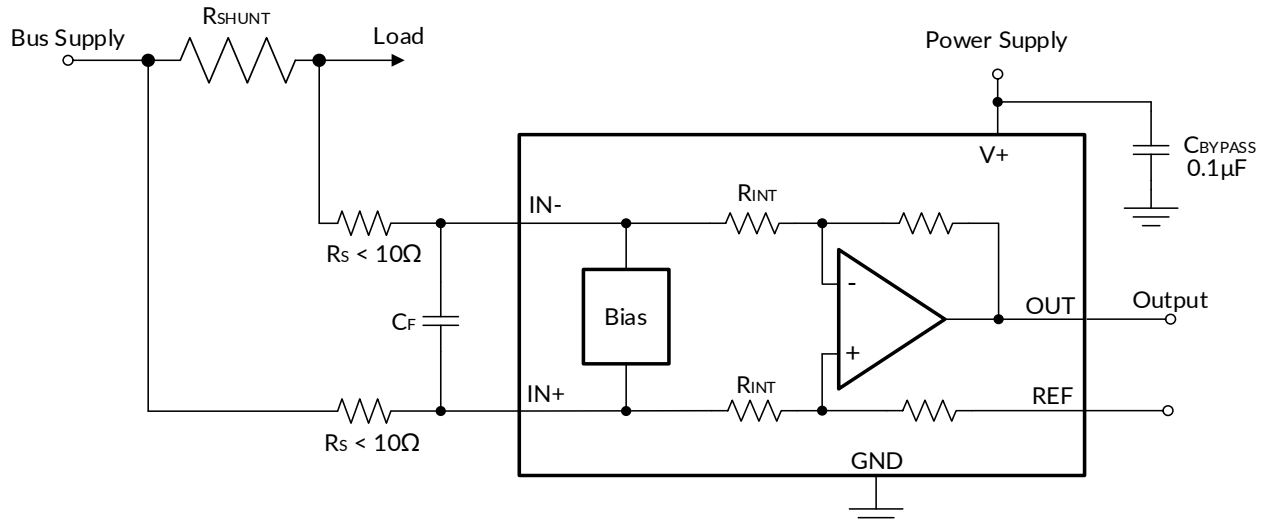 RSHUNT
Bus Supply
Load
Power Supply
V+
CBYPASS
0.1µF
IN-
RINT
RS < 10Ω
-
CF
Bias
OUT
Output
+
IN+
RINT
REF
RS < 10Ω
GND